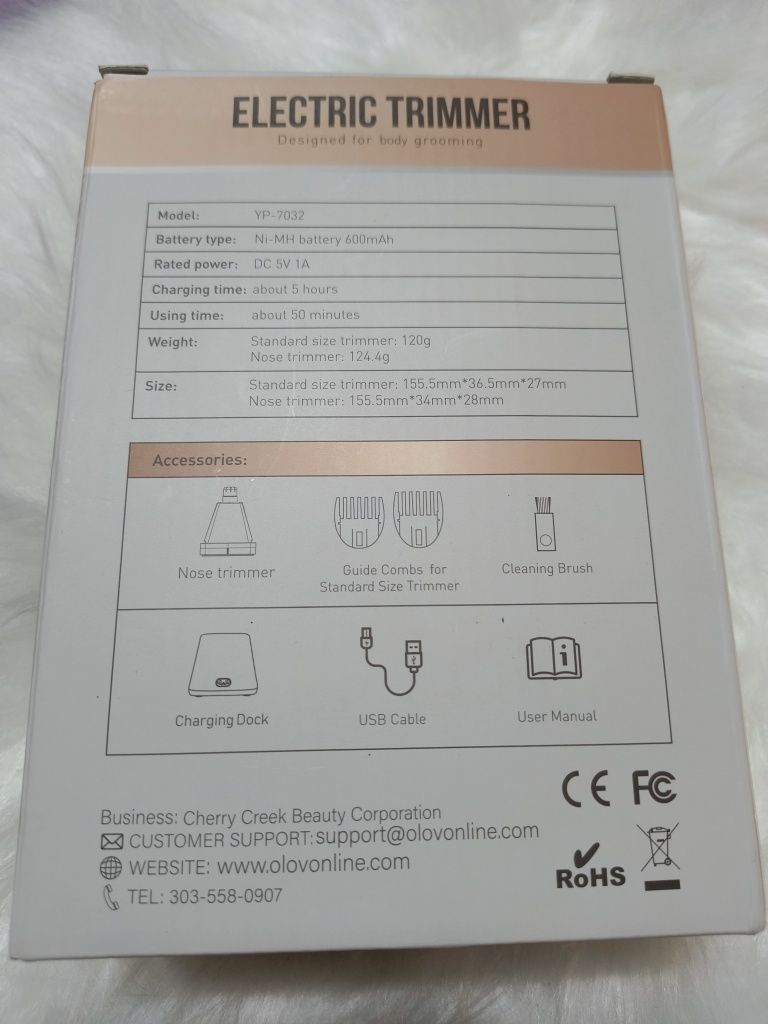 ELECTRIC TRIMMER
Designed for body grooming
Model: YP-7032
Battery type: Ni-MH battery 600mAh
Rated power: DC 5V 1A
Charging time: about 5 hours
Using time: about 50 minutes
Weight: Standard size trimmer: 120g
Nose trimmer: 124.4g
Size: Standard size trimmer: 155.5mm*36.5mm*27mm
Nose trimmer: 155.5mm*34mm*28mm
Accessories:
Nose trimmer
Guide Combs for
Standard Size Trimmer
Cleaning Brush
Charging Dock
USB Cable
User Manual
CE FC
Business: Cherry Creek Beauty Corporation
CUSTOMER SUPPORT: support@olovonline.com
WEBSITE: www.olovonline.com
TEL: 303-558-0907
RoHS